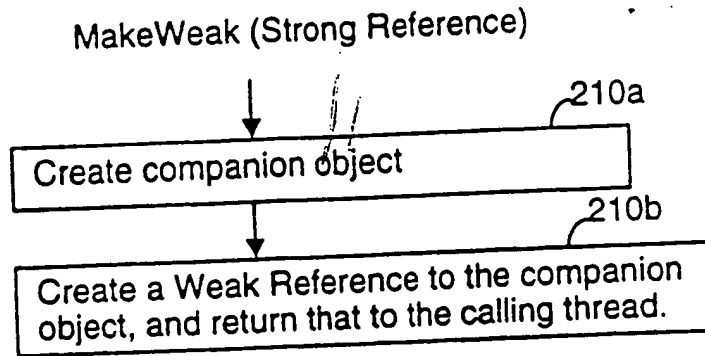 MakeWeak (Strong Reference)
210a
Create companion object
210b
Create a Weak Reference to the companion
object, and return that to the calling thread.